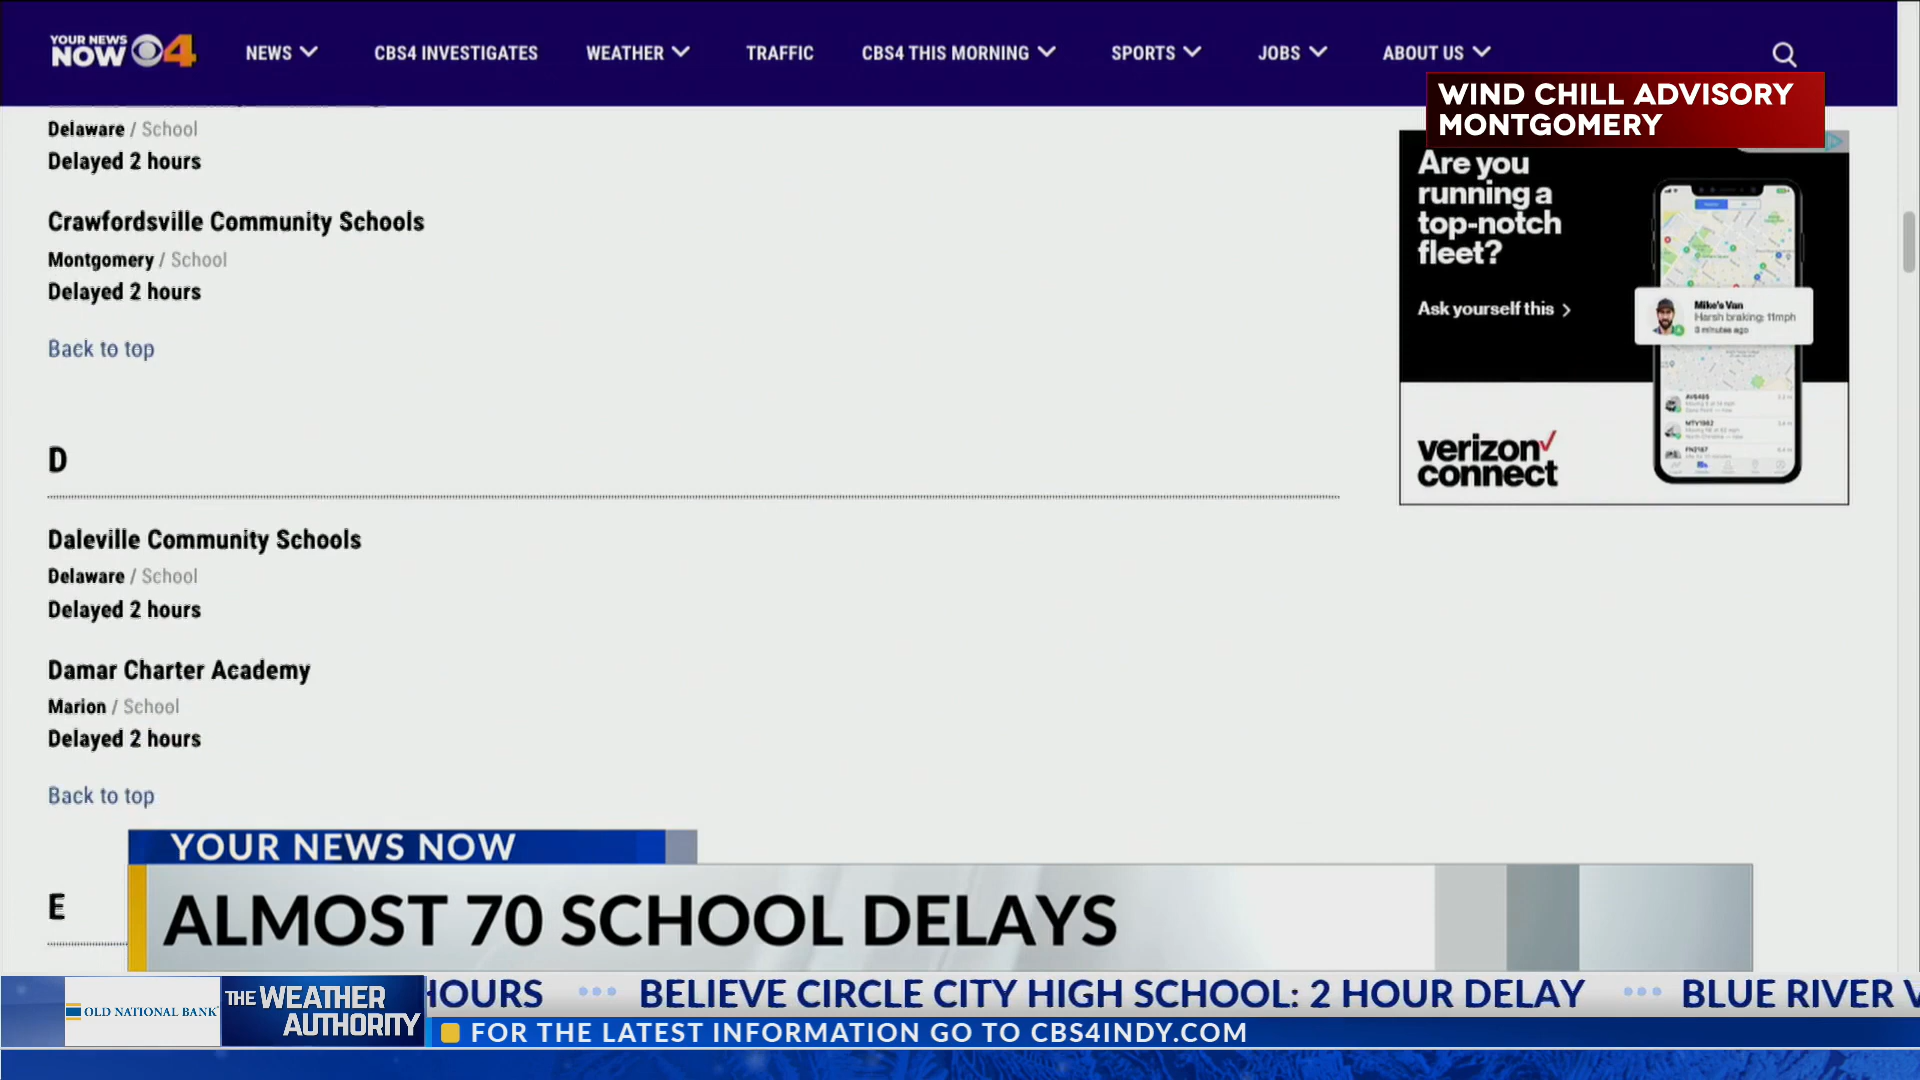 YOUR NEWS
NOW 4
NEWS
CBS4 INVESTIGATES
WEATHER
TRAFFIC
CBS4 THIS MORNING
SPORTS
JOBS
ABOUT US
WIND CHILL ADVISORY
MONTGOMERY
Delaware / School
Delayed 2 hours
Crawfordsville Community Schools
Montgomery / School
Delayed 2 hours
Back to top
D
Daleville Community Schools
Delaware / School
Delayed 2 hours
Damar Charter Academy
Marion / School
Delayed 2 hours
Back to top
E
Are you
running a
top-notch
fleet?
Ask yourself this >
Mike's Van
Harsh braking: 11mph
3 minutes ago
verizon
connect
YOUR NEWS NOW
ALMOST 70 SCHOOL DELAYS
OLD NATIONAL BANK
THE WEATHER
AUTHORITY
HOURS ••• BELIEVE CIRCLE CITY HIGH SCHOOL: 2 HOUR DELAY ••• BLUE RIVER V
FOR THE LATEST INFORMATION GO TO CBS4INDY.COM